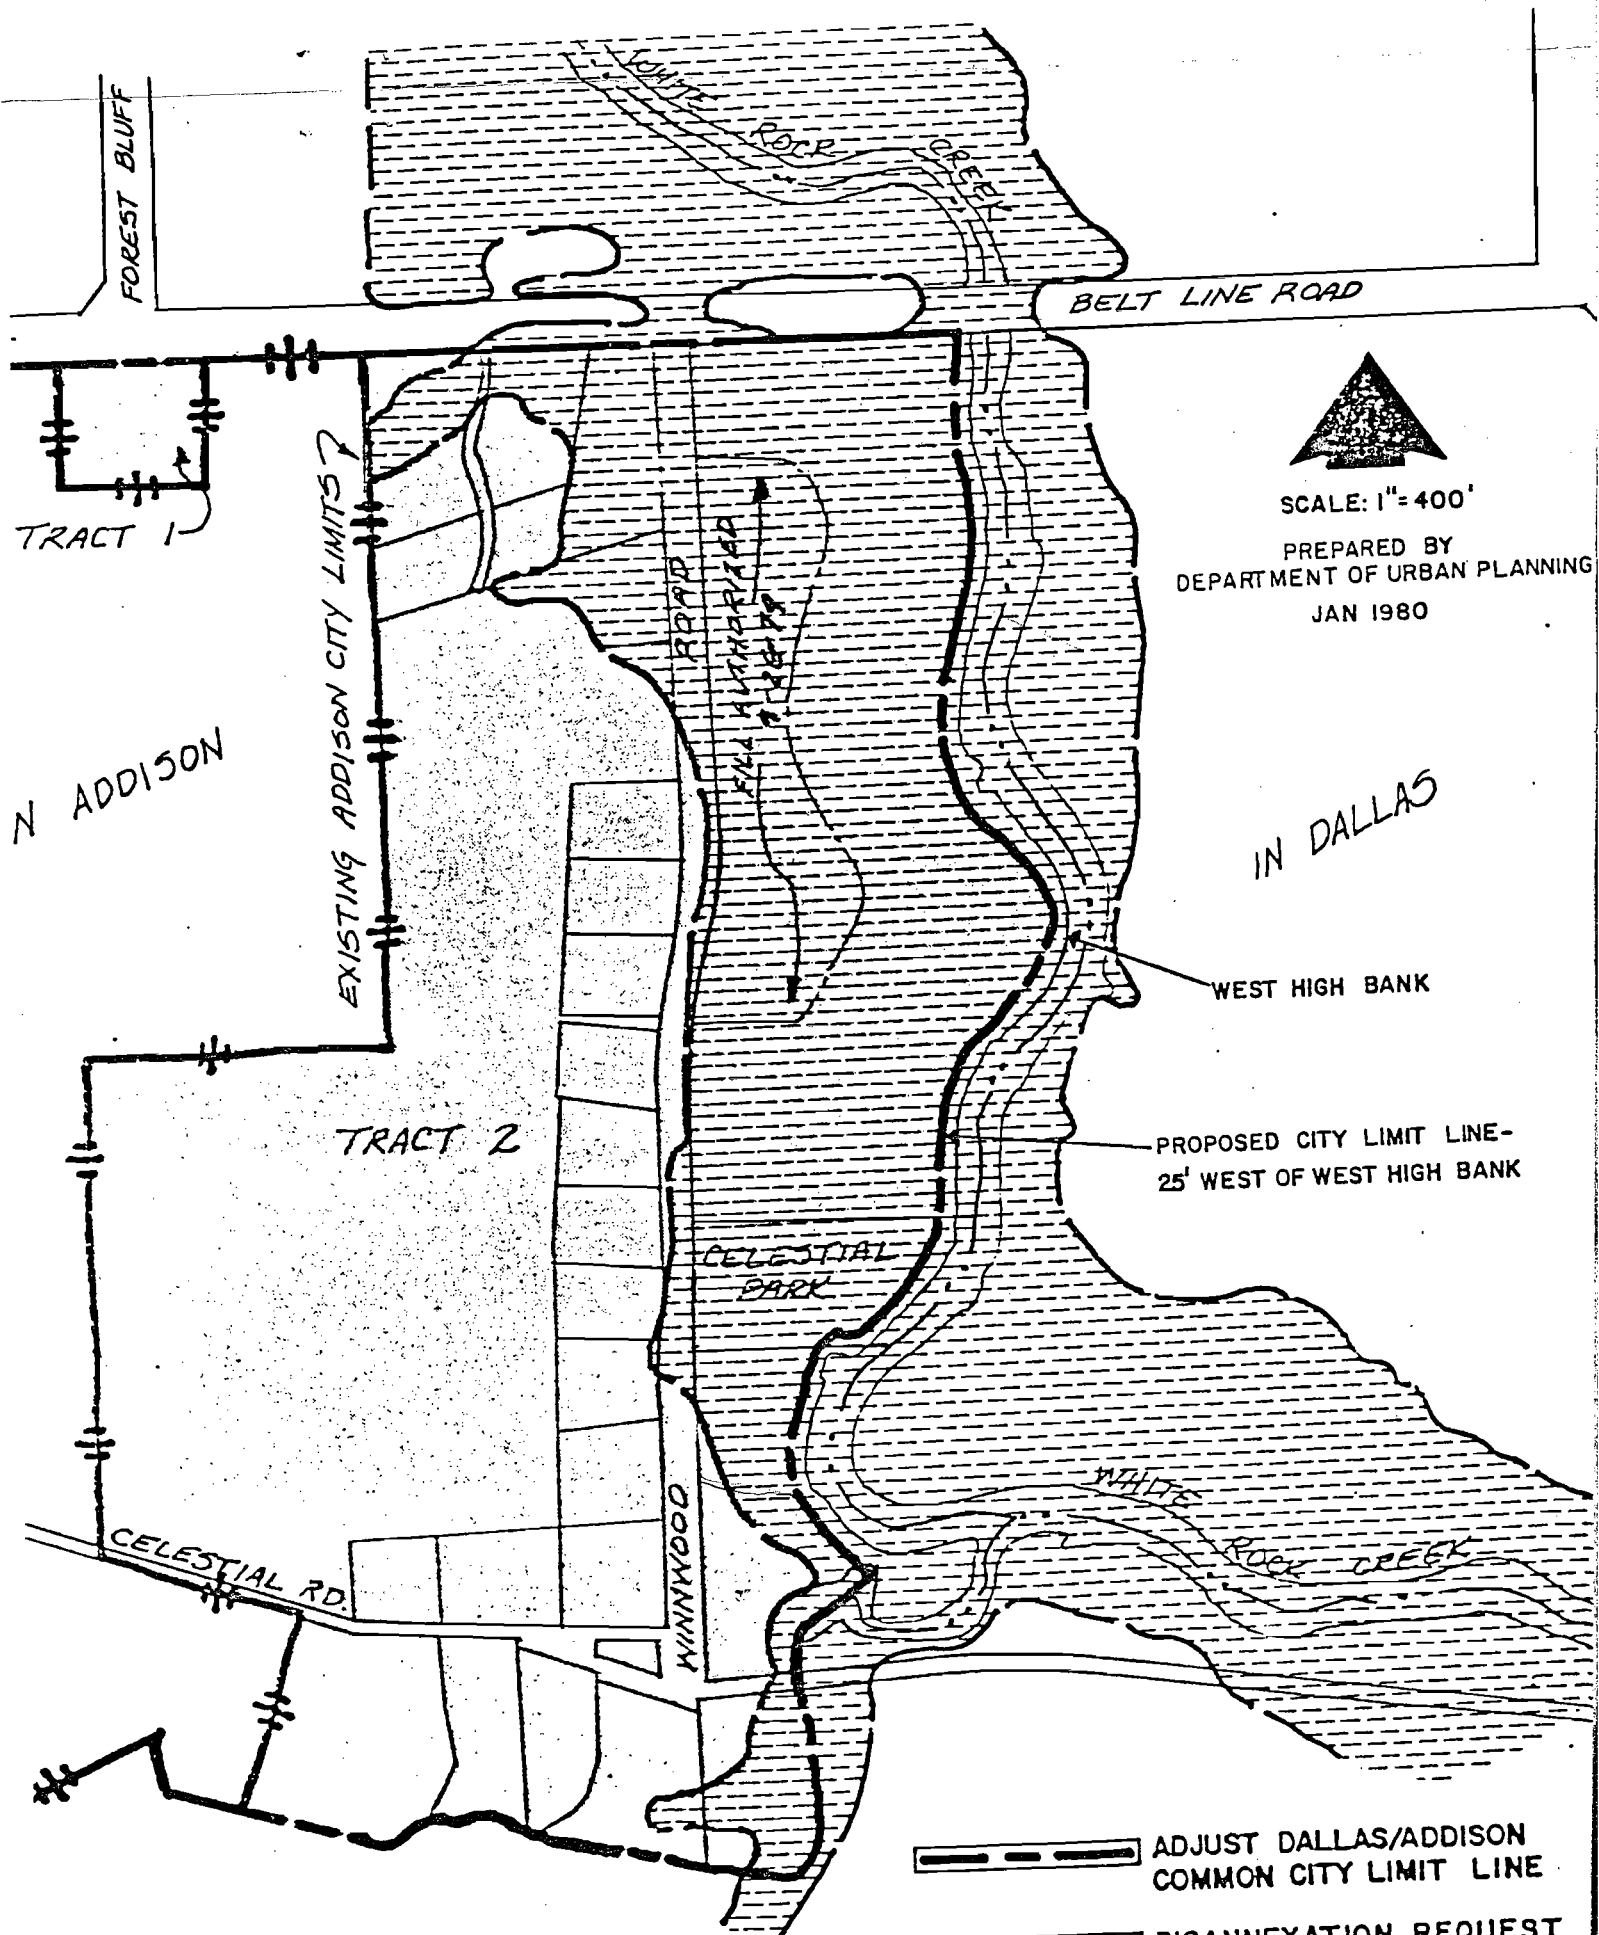 WHITE
ROCK
CREEK
FOREST BLUFF
BELT LINE ROAD
SCALE: 1"=400'
PREPARED BY
DEPARTMENT OF URBAN PLANNING
JAN 1980
TRACT 1
EXISTING ADDISON CITY LIMITS
ROAD
FILL AUTHORIZED
N ADDISON
IN DALLAS
WEST HIGH BANK
TRACT 2
PROPOSED CITY LIMIT LINE-
25' WEST OF WEST HIGH BANK
CELESTIAL
PARK
WHITE
ROCK CREEK
WINNWOOD
CELESTIAL RD.
ADJUST DALLAS/ADDISON
COMMON CITY LIMIT LINE
DISANNEXATION REQUEST